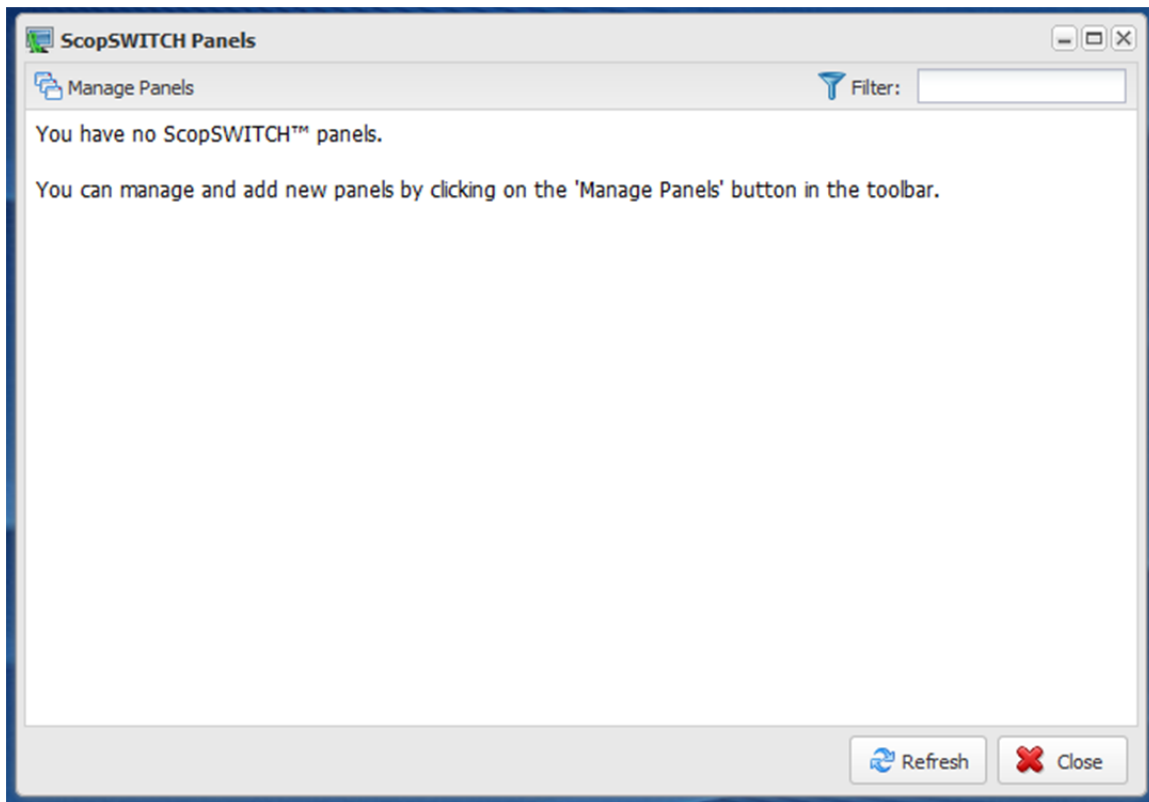 ScopSWITCH Panels
Manage Panels
Filter:
You have no ScopSWITCH™ panels.
You can manage and add new panels by clicking on the 'Manage Panels' button in the toolbar.
Refresh
Close